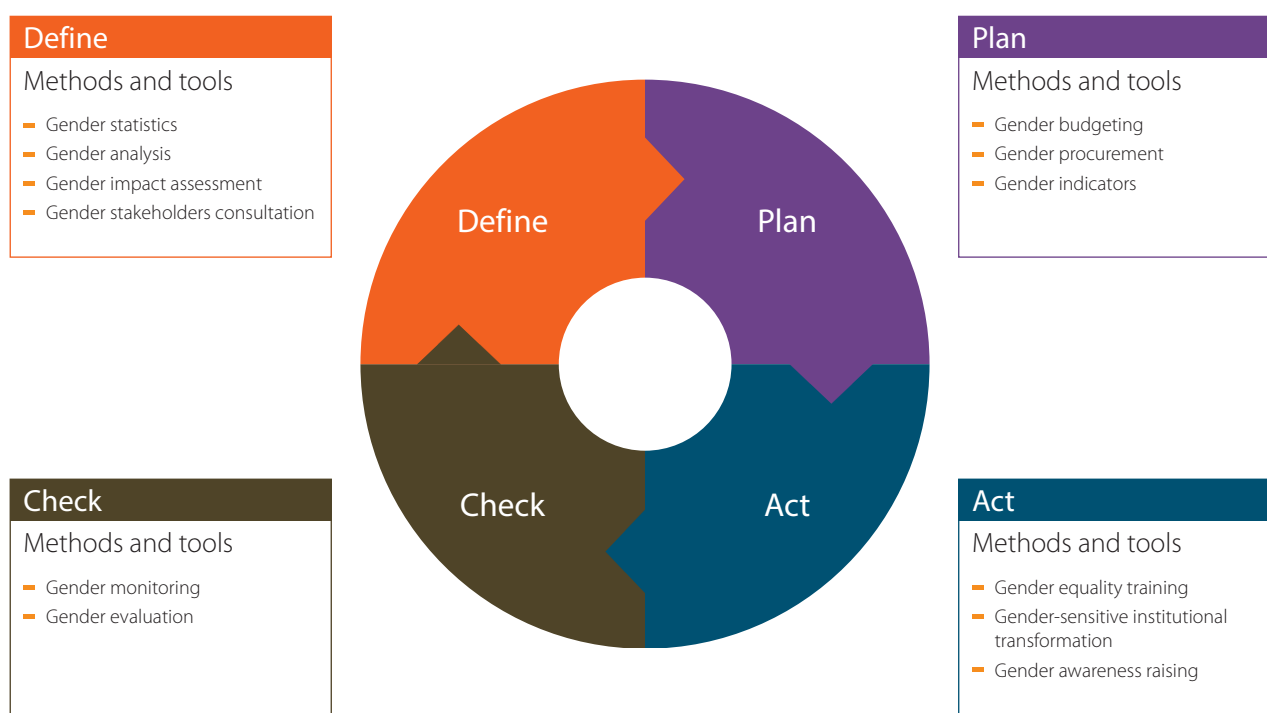 Define
Methods and tools
Gender statistics
Gender analysis
Gender impact assessment
Gender stakeholders consultation
Plan
Methods and tools
Gender budgeting
Gender procurement
Gender indicators
Define
Plan
Check
Act
Check
Methods and tools
Gender monitoring
Gender evaluation
Act
Methods and tools
Gender equality training
Gender-sensitive institutional
transformation
Gender awareness raising